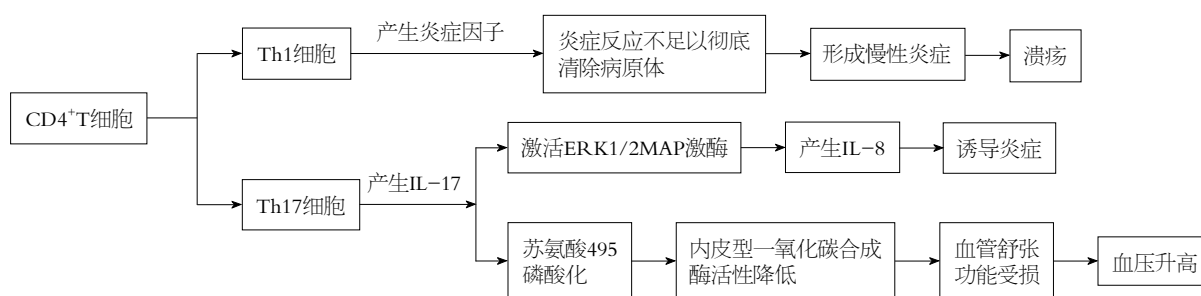 产生炎症因子
Th1细胞
炎症反应不足以彻底
清除病原体
形成慢性炎症
溃疡
CD4⁺T细胞
激活ERK1/2MAP激酶
产生IL-8
诱导炎症
产生IL-17
Th17细胞
苏氨酸495
磷酸化
内皮型一氧化碳合成
酶活性降低
血管舒张
功能受损
血压升高